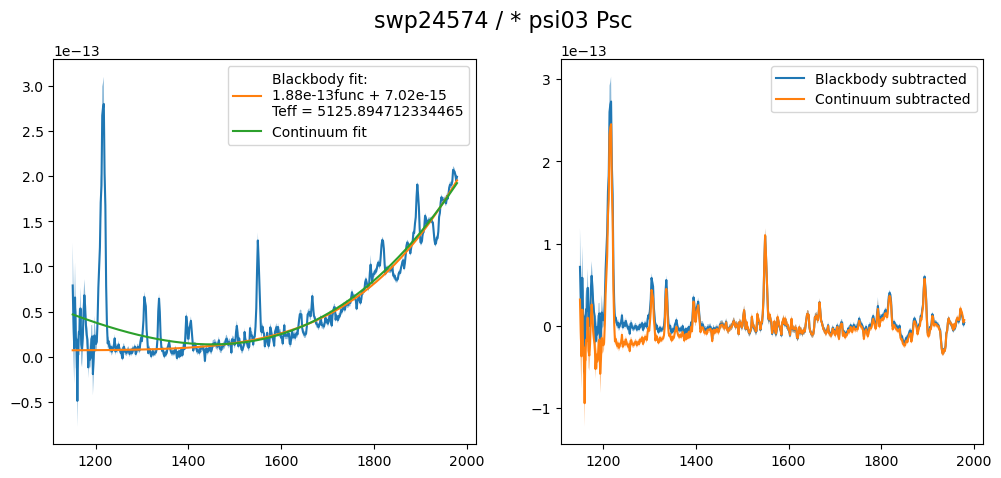 swp24574 / * psi03 Psc
1e−13
3.0
2.5
2.0
1.5
1.0
0.5
0.0
−0.5
1200
1400
1600
1800
2000
Blackbody fit:
1.88e-13func + 7.02e-15
Teff = 5125.894712334465
Continuum fit
1e−13
3
2
1
0
−1
1200
1400
1600
1800
2000
Blackbody subtracted
Continuum subtracted